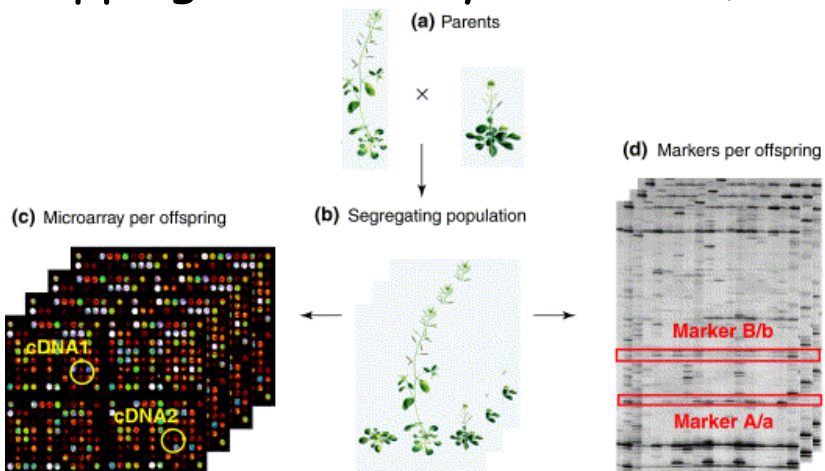 (a) Parents
×
(d) Markers per offspring
(c) Microarray per offspring
(b) Segregating population
Marker B/b
cDNA1
cDNA2
Marker A/a